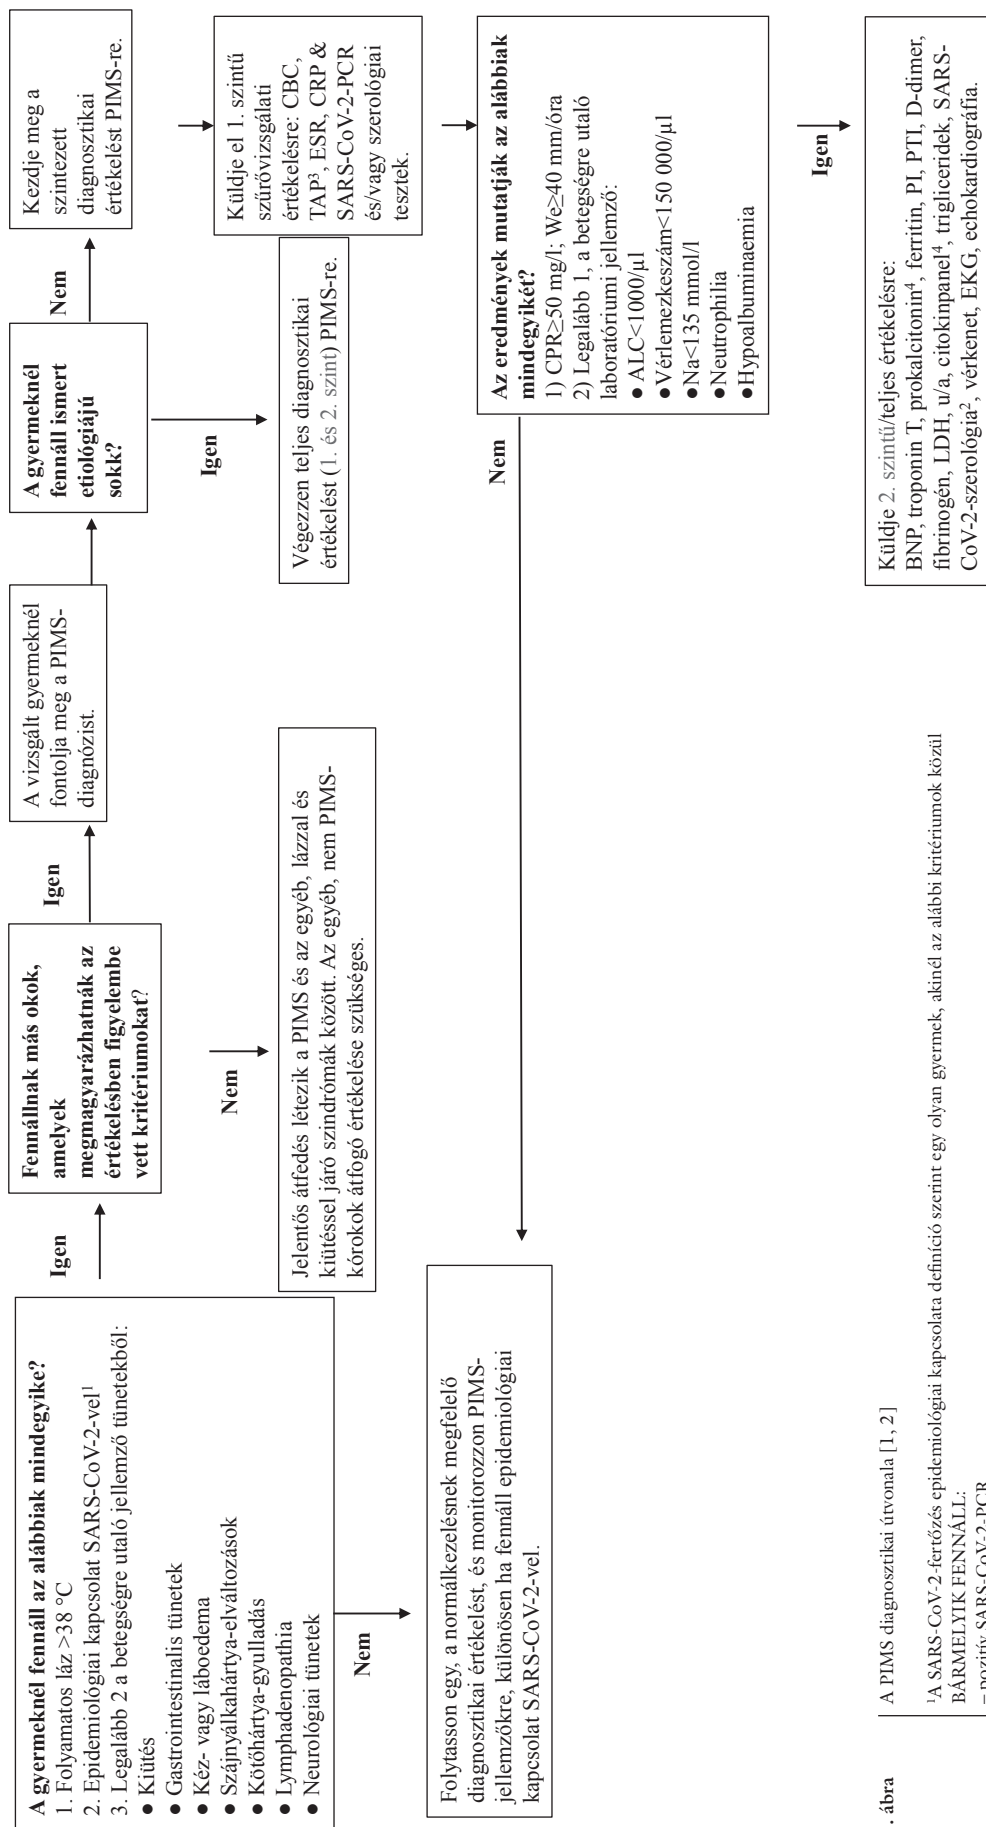 A gyermeknél fennáll az alábbiak mindegyike?
1. Folyamatos láz >38 °C
2. Epidemiológiai kapcsolat SARS-CoV-2-vel¹
3. Legalább 2 a betegségre utaló jellemző tünetekből:
● Kiütés
● Gastrointestinalis tünetek
● Kéz- vagy láboedema
● Szájnyálkahártya-elváltozások
● Kötőhártya-gyulladás
● Lymphadenopathia
● Neurológiai tünetek
Igen
Nem
Fennállnak más okok,
amelyek
megmagyarázhatnák az
értékelésben figyelembe
vett kritériumokat?
Igen
Nem
A vizsgált gyermeknél
fontolja meg a PIMS-
diagnózist.
A gyermeknél
fennáll ismert
etiológiájú
sokk?
Nem
Igen
Kezdje meg a
szintezett
diagnosztikai
értékelést PIMS-re.
Jelentős átfedés létezik a PIMS és az egyéb, lázzal és
kiütéssel járó szindrómák között. Az egyéb, nem PIMS-
kórokok átfogó értékelése szükséges.
Végezzen teljes diagnosztikai
értékelést (1. és 2. szint) PIMS-re.
Küldje el 1. szintű
szűrővizsgálati
értékelésre: CBC,
TAP³, ESR, CRP &
SARS-CoV-2-PCR
és/vagy szerológiai
tesztek.
Folytasson egy, a normálkezelésnek megfelelő
diagnosztikai értékelést, és monitorozzon PIMS-
jellemzőkre, különösen ha fennáll epidemiológiai
kapcsolat SARS-CoV-2-vel.
Nem
Az eredmények mutatják az alábbiak
mindegyikét?
1) CPR≥50 mg/l; We≥40 mm/óra
2) Legalább 1, a betegségre utaló
laboratóriumi jellemző:
● ALC<1000/µl
●Vérlemezkeszám<150 000/µl
●Na<135 mmol/l
●Neutrophilia
●Hypoalbuminaemia
Igen
Küldje 2. szintű/teljes értékelésre:
BNP, troponin T, prokalcitonin⁴, ferritin, PI, PTI, D-dimer,
fibrinogén, LDH, u/a, citokinpanel⁴, trigliceridek, SARS-
CoV-2-szerológia², vérkenet, EKG, echokardiográfia.
. ábra
A PIMS diagnosztikai útvonala [1, 2]
¹A SARS-CoV-2-fertőzés epidemiológiai kapcsolata definíció szerint egy olyan gyermek, akinél az alábbi kritériumok közül
BÁRMELYIK FENNÁLL:
– pozitív SARS-CoV-2-PCR